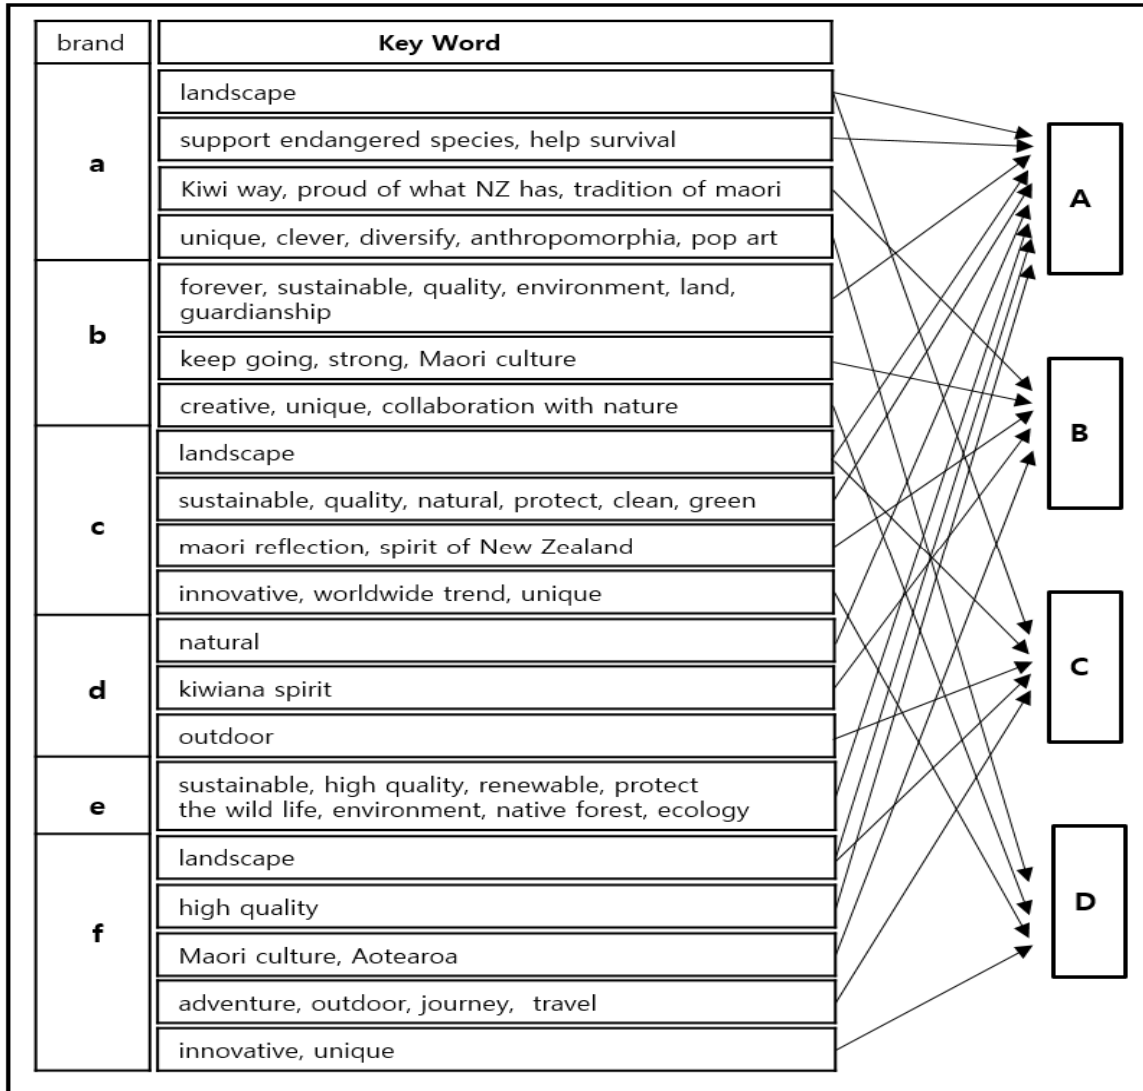 brand
Key Word
a
landscape
support endangered species, help survival
Kiwi way, proud of what NZ has, tradition of maori
unique, clever, diversify, anthropomorphia, pop art
b
forever, sustainable, quality, environment, land,
guardianship
keep going, strong, Maori culture
creative, unique, collaboration with nature
c
landscape
sustainable, quality, natural, protect, clean, green
maori reflection, spirit of New Zealand
innovative, worldwide trend, unique
d
natural
kiwiana spirit
outdoor
e
sustainable, high quality, renewable, protect
the wild life, environment, native forest, ecology
f
landscape
high quality
Maori culture, Aotearoa
adventure, outdoor, journey, travel
innovative, unique
A
B
C
D